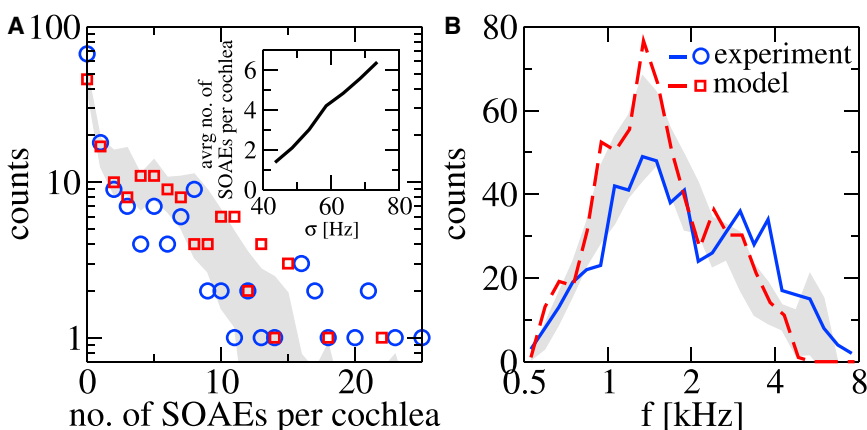 A
100
10
1
counts
0
10
20
no. of SOAEs per cochlea
6
4
2
0
avrg no. of
SOAEs per cochlea
40
60
80
σ [Hz]
B
80
60
40
20
0
counts
0.5
1
2
4
8
f [kHz]
experiment
model